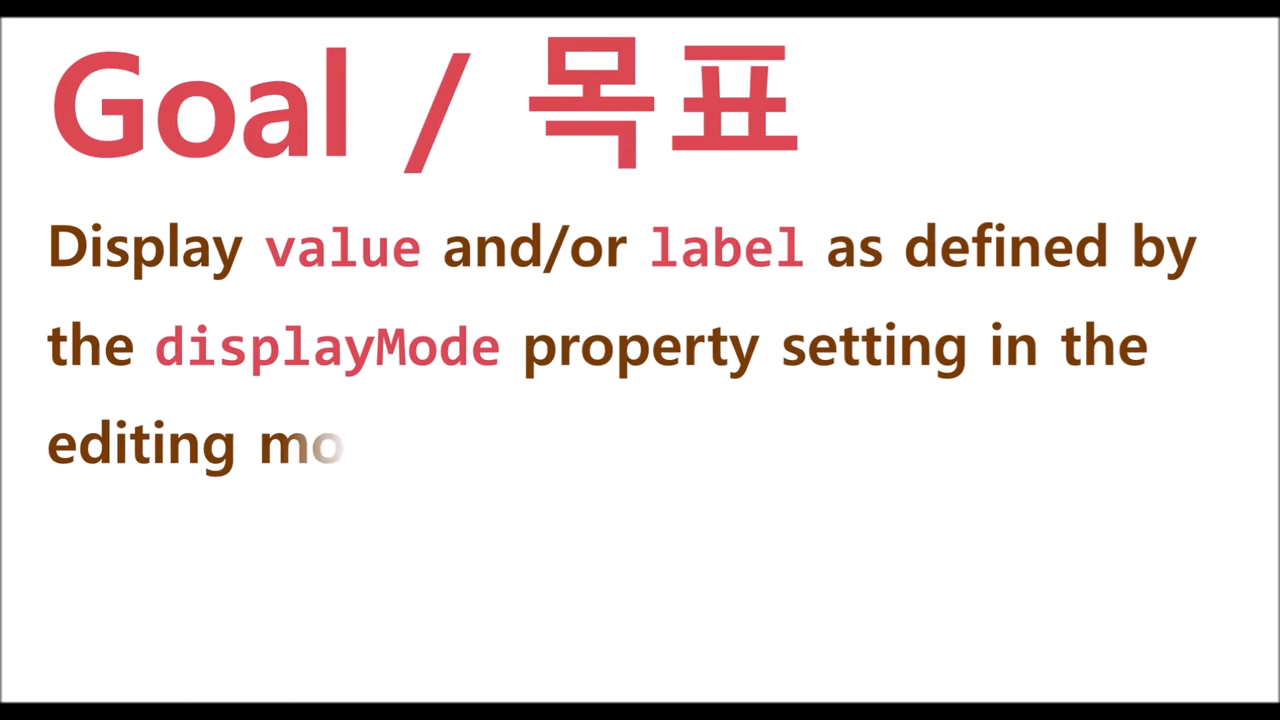 Goal / 목표
Display value and/or label as defined by
the displayMode property setting in the
editing mo